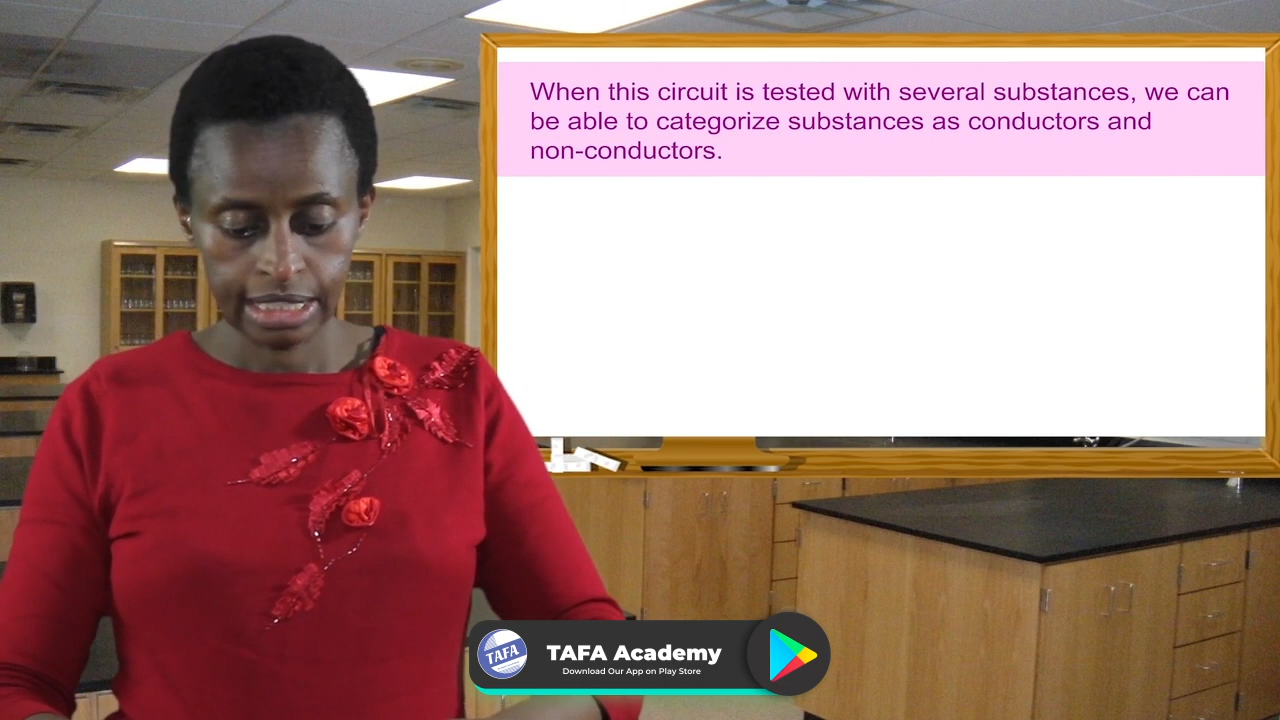 When this circuit is tested with several substances, we can
be able to categorize substances as conductors and
non-conductors.
TAFA
TAFA Academy
Download Our App on Play Store